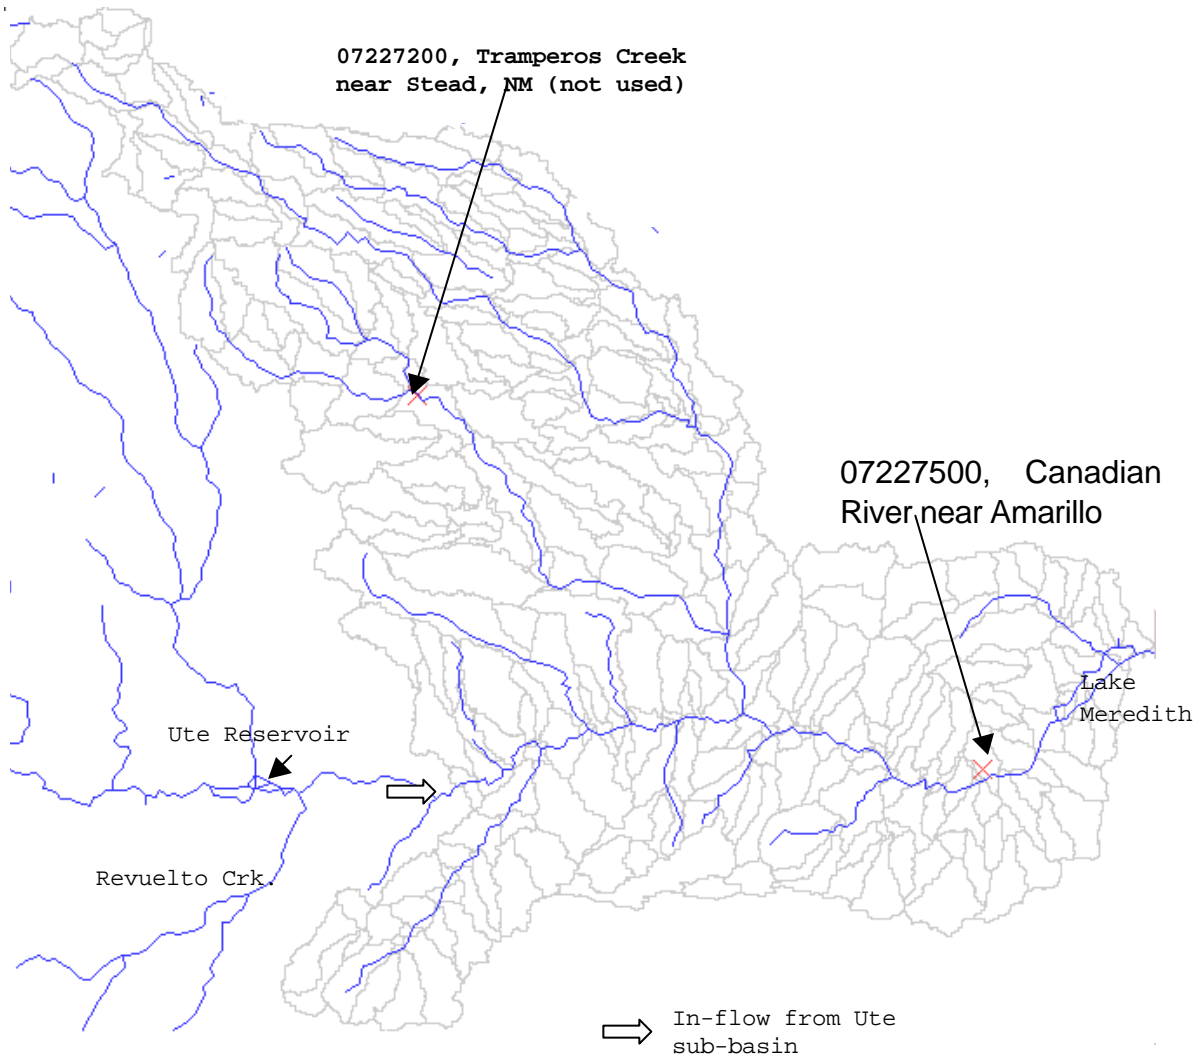 07227200, Tramperos Creek
near Stead, NM (not used)
07227500, Canadian
River near Amarillo
Lake
Meredith
Ute Reservoir
Revuelto Crk.
In-flow from Ute
sub-basin